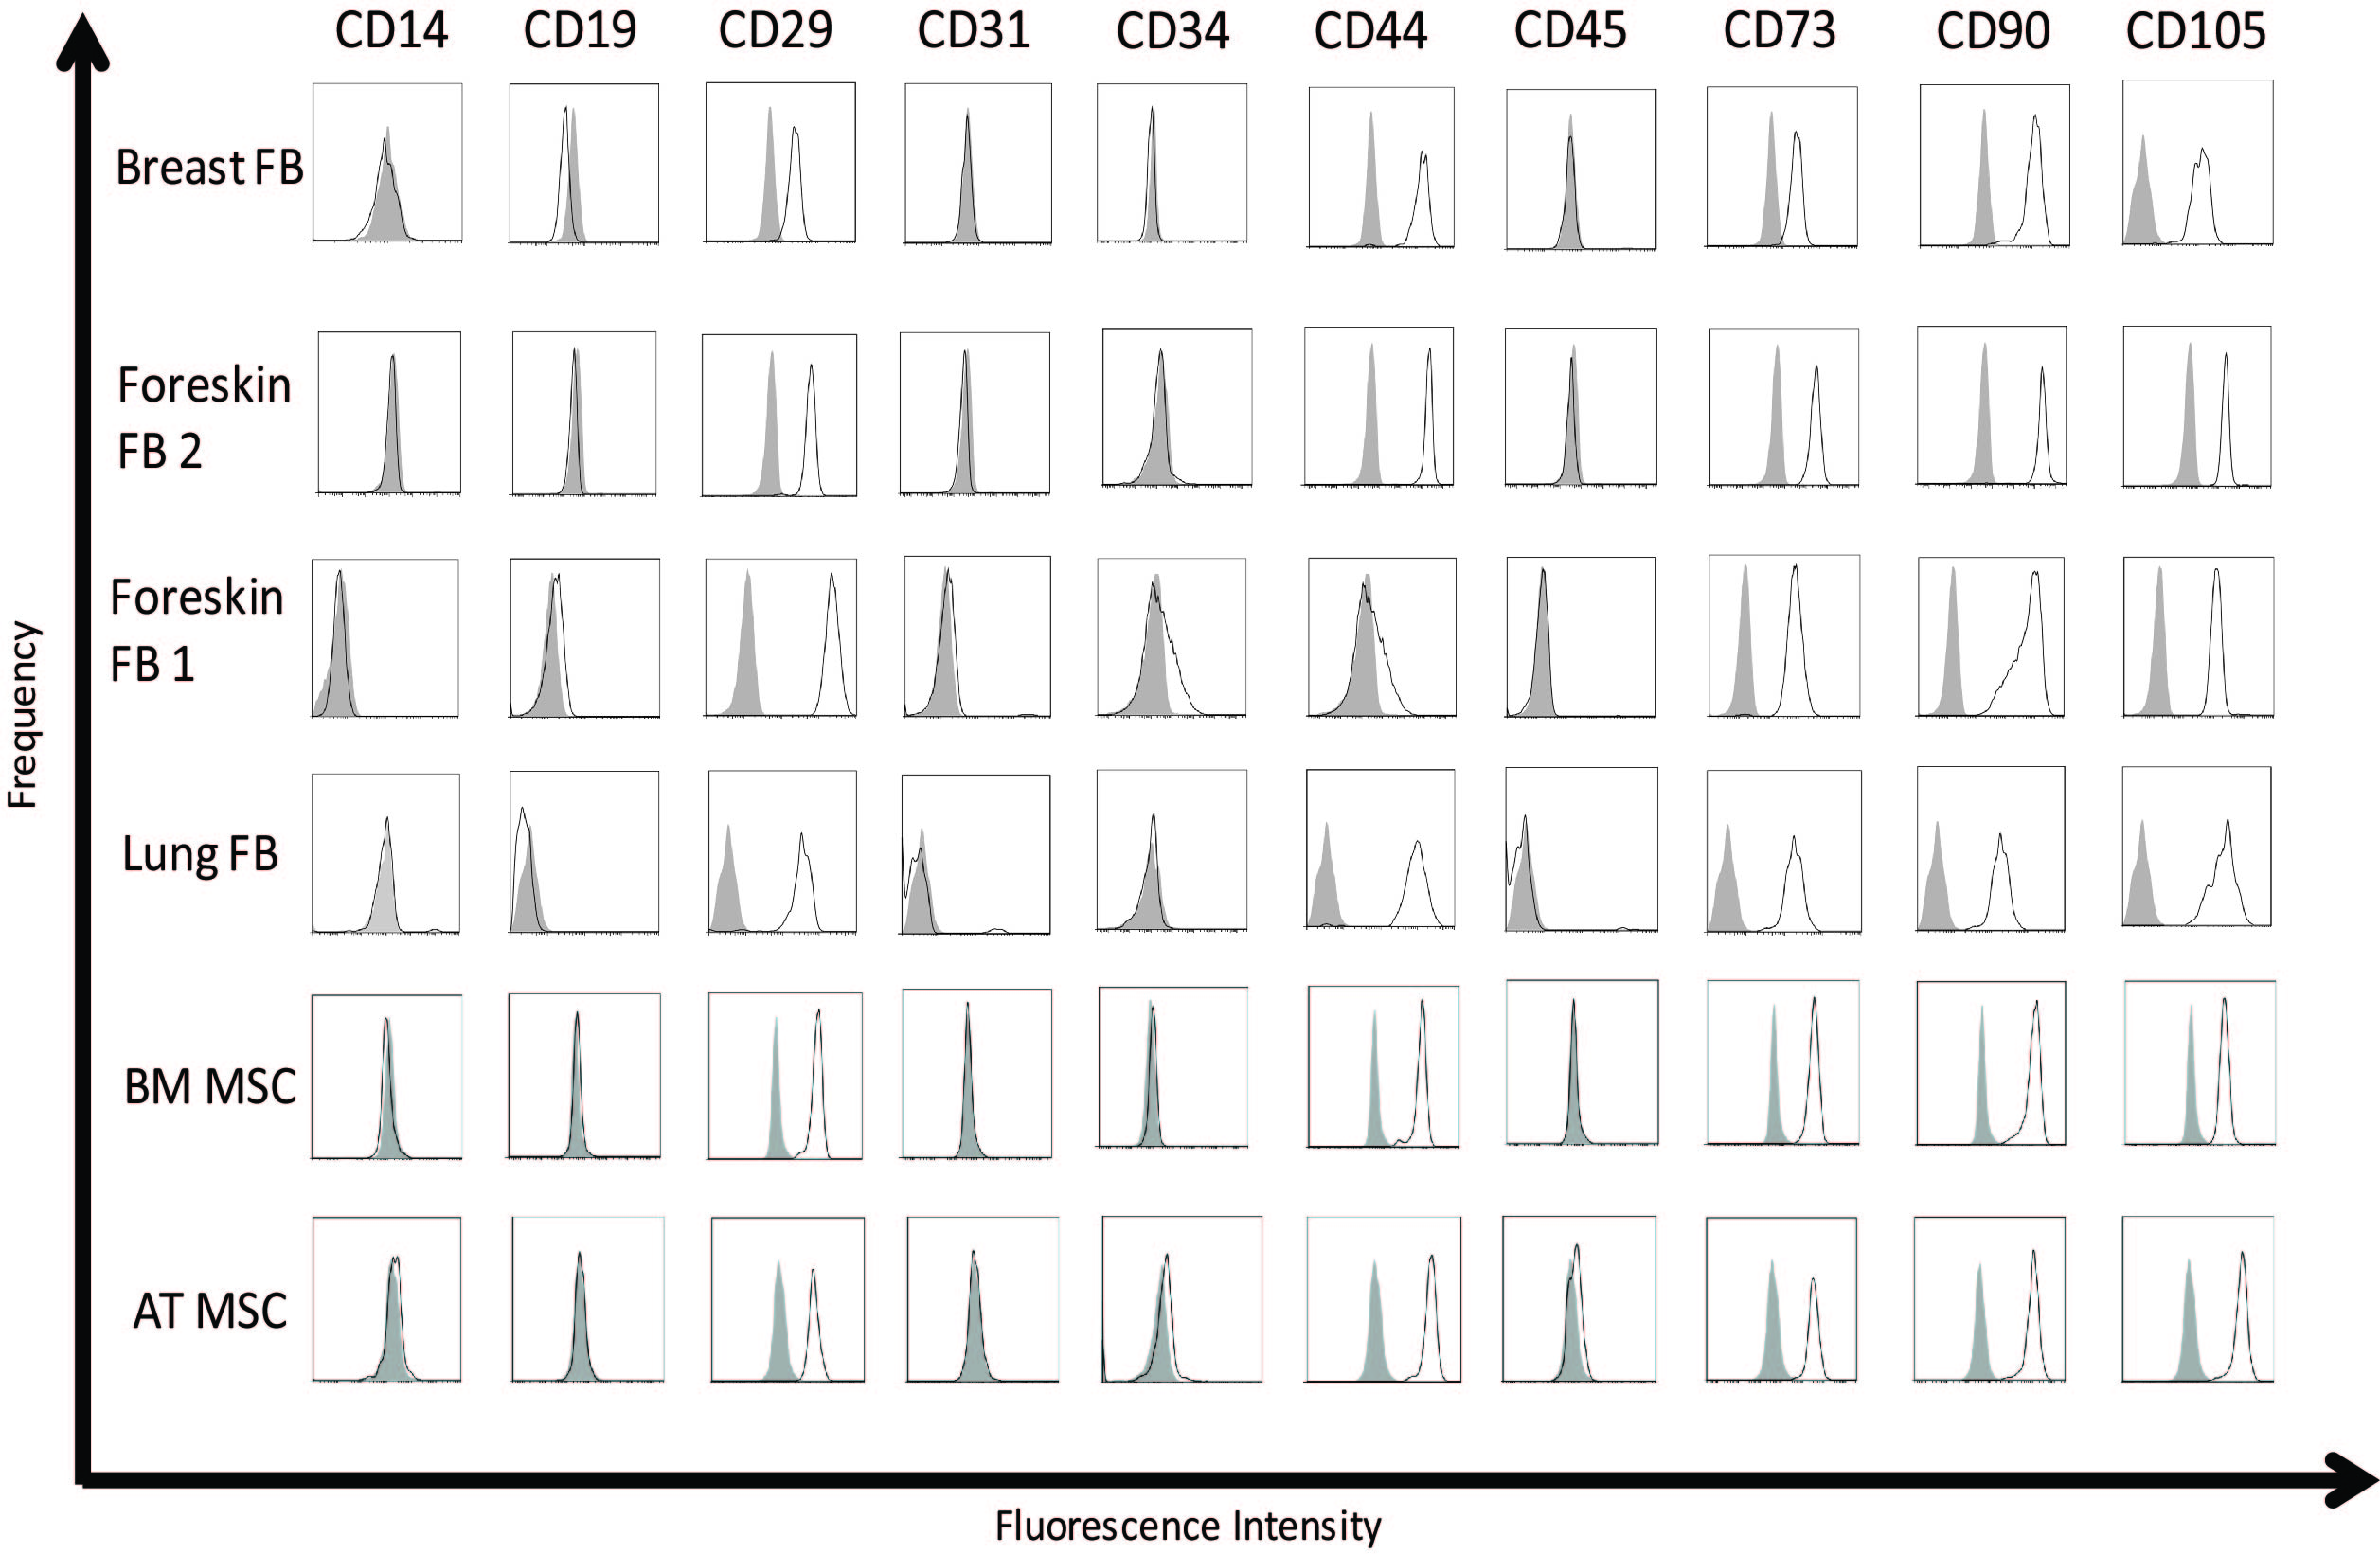 CD14 CD19 CD29 CD31 CD34 CD44 CD45 CD73 CD90 CD105
Breast FB
Foreskin
FB 2
Foreskin
FB 1
Lung FB
BM MSC
AT MSC
Frequency
Fluorescence Intensity